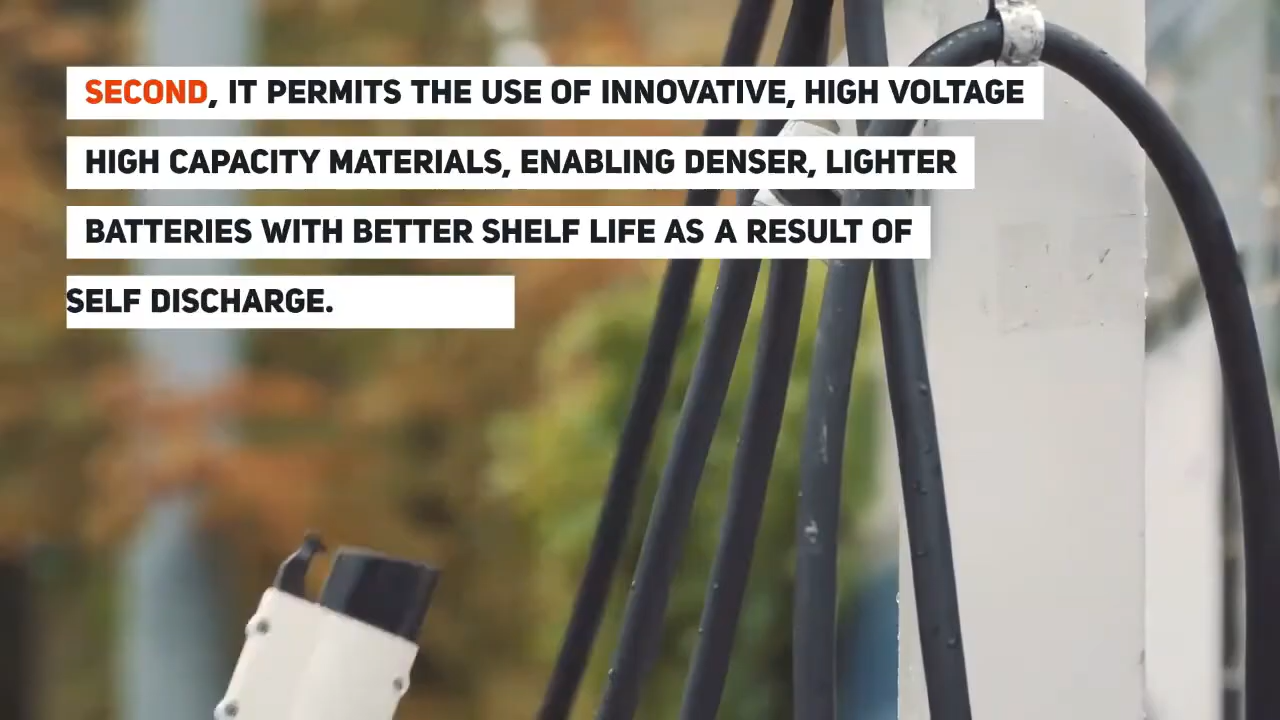 SECOND, IT PERMITS THE USE OF INNOVATIVE, HIGH VOLTAGE
HIGH CAPACITY MATERIALS, ENABLING DENSER, LIGHTER
BATTERIES WITH BETTER SHELF LIFE AS A RESULT OF
SELF DISCHARGE.